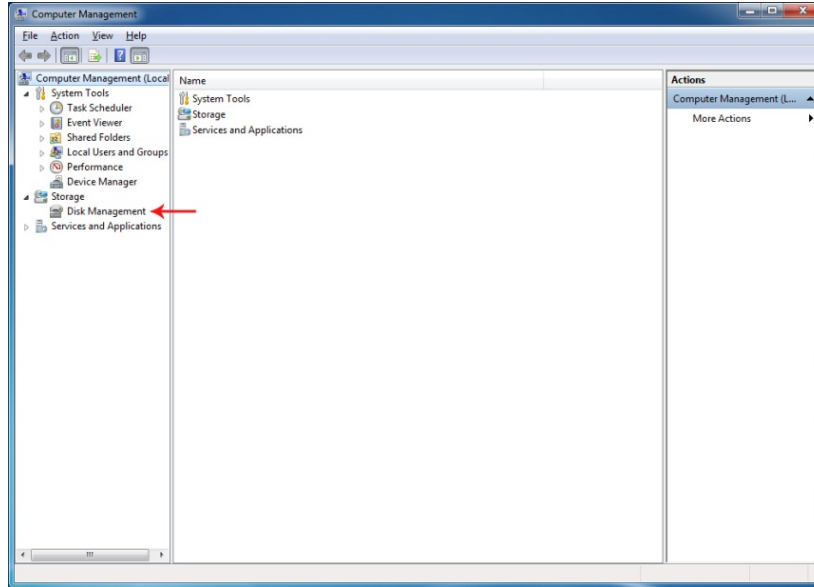 Computer Management
File Action View Help
Computer Management (Local
System Tools
Task Scheduler
Event Viewer
Shared Folders
Local Users and Groups
Performance
Device Manager
Storage
Disk Management
Services and Applications
Name
System Tools
Storage
Services and Applications
Actions
Computer Management (L...
More Actions